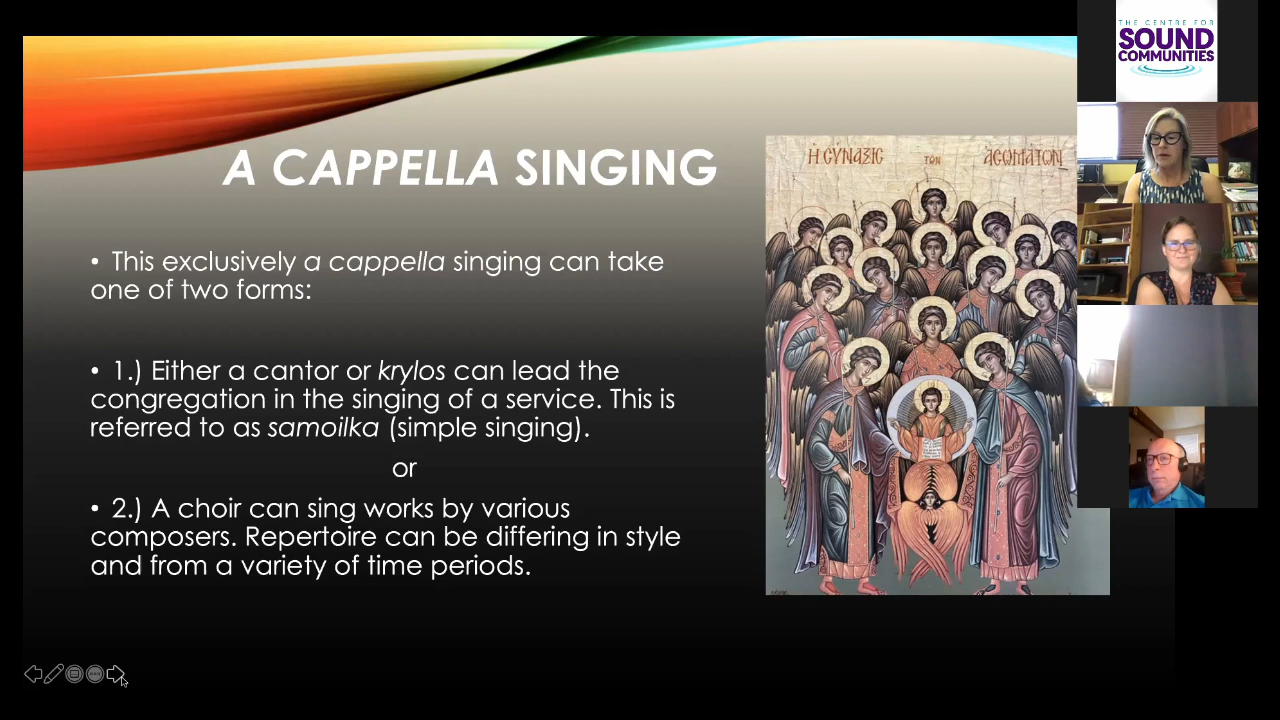 THE CENTRE FOR
SOUND
COMMUNITIES
A CAPPELLA SINGING
• This exclusively a cappella singing can take
one of two forms:
• 1.) Either a cantor or krylos can lead the
congregation in the singing of a service. This is
referred to as samoilka (simple singing).
or
• 2.) A choir can sing works by various
composers. Repertoire can be differing in style
and from a variety of time periods.
Ἡ CΎΝΑΞΙC ΤῶΝ ἈCΩΜΆΤΩΝ